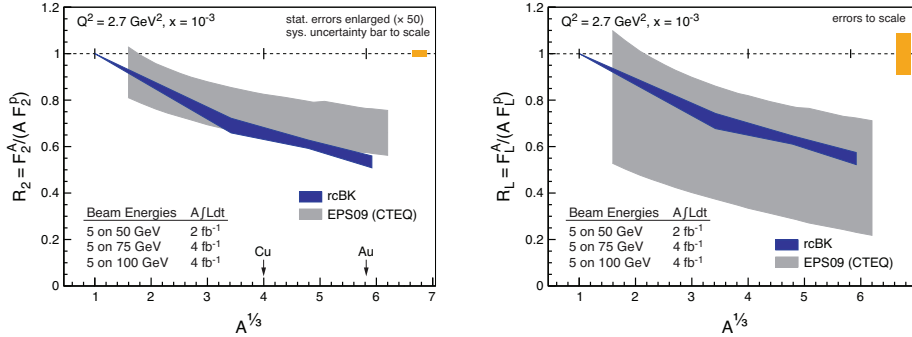 Q² = 2.7 GeV², x = 10⁻³
stat. errors enlarged (× 50)
sys. uncertainty bar to scale
1.2
1
0.8
0.6
0.4
0.2
0
R₂ = F₂ᴬ/(A F₂ᵖ)
rcBK
EPS09 (CTEQ)
Beam Energies A∫Ldt
5 on 50 GeV 2 fb⁻¹
5 on 75 GeV 4 fb⁻¹
5 on 100 GeV 4 fb⁻¹
Cu
Au
1 2 3 4 5 6 7
A^⅓
Q² = 2.7 GeV², x = 10⁻³
errors to scale
1.2
1
0.8
0.6
0.4
0.2
0
R_L = F_Lᴬ/(A F_Lᵖ)
Beam Energies A∫Ldt
5 on 50 GeV 2 fb⁻¹
5 on 75 GeV 4 fb⁻¹
5 on 100 GeV 4 fb⁻¹
rcBK
EPS09 (CTEQ)
1 2 3 4 5 6
A^⅓